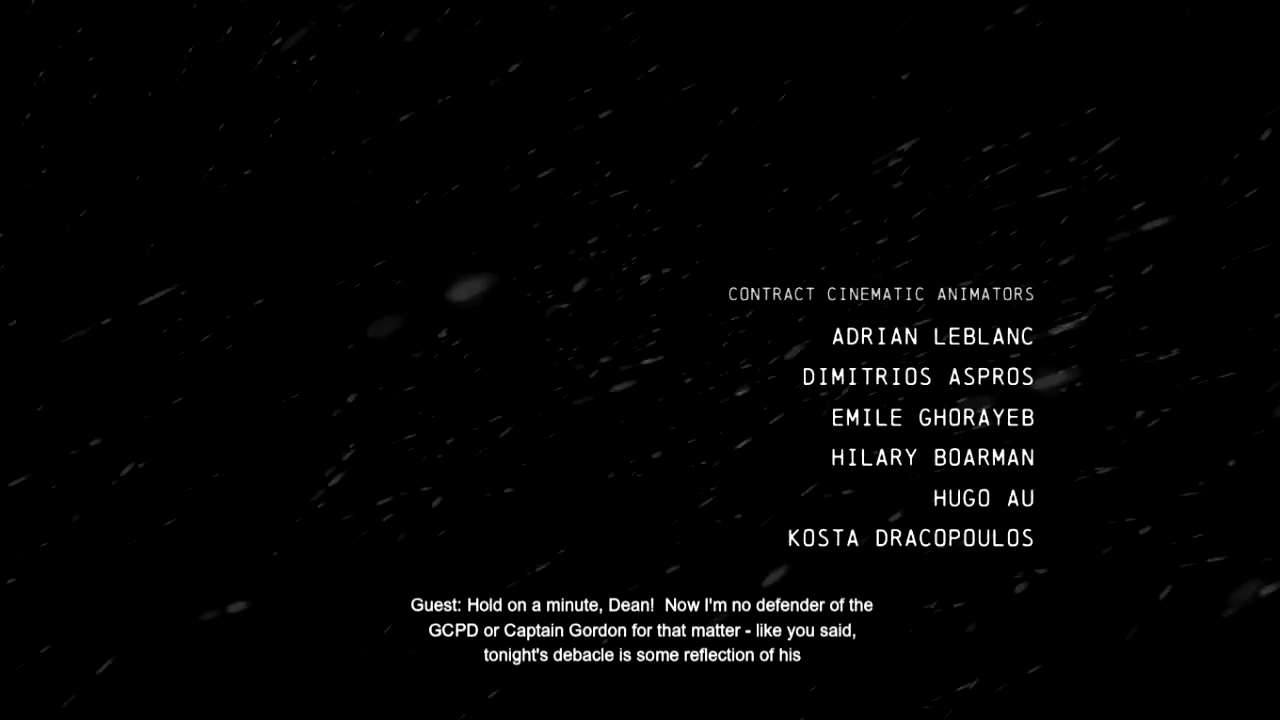 CONTRACT CINEMATIC ANIMATORS
ADRIAN LEBLANC
DIMITRIOS ASPROS
EMILE GHORAYEB
HILARY BOARMAN
HUGO AU
KOSTA DRACOPOULOS
Guest: Hold on a minute, Dean!  Now I'm no defender of the
GCPD or Captain Gordon for that matter - like you said,
tonight's debacle is some reflection of his